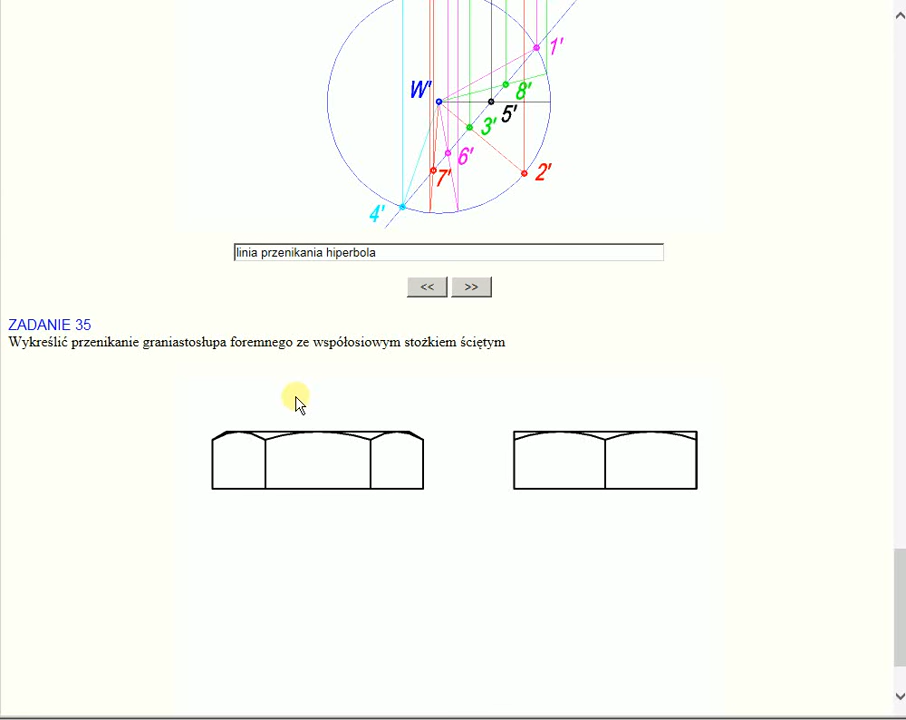 1'
W'
8'
5'
3'
6'
2'
7'
4'
linia przenikania hiperbola
<< >>
ZADANIE 35
Wykreślić przenikanie graniastosłupa foremnego ze współosiowym stożkiem ściętym